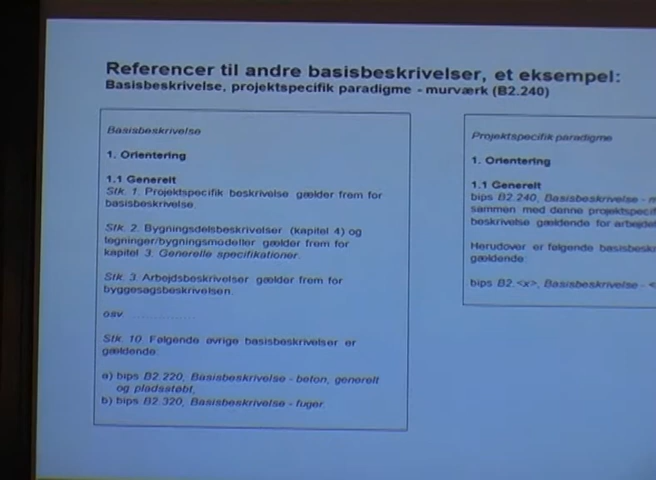 Referencer til andre basisbeskrivelser, et eksempel:
Basisbeskrivelse, projektspecifik paradigme - murværk (B2.240)
Basisbeskrivelse
1. Orientering
1.1 Generelt
Stk. 1. Projektspecifik beskrivelse gælder frem for
basisbeskrivelse.
Stk. 2. Bygningsdelsbeskrivelser (kapitel 4) og
tegninger/bygningsmodeller gælder frem for
kapitel 3. Generelle specifikationer.
Stk. 3. Arbejdsbeskrivelser gælder frem for
byggesagsbeskrivelsen.
osv. ...............
Stk. 10. Følgende øvrige basisbeskrivelser er
gældende:
a) bips B2.220, Basisbeskrivelse - beton, generelt
og pladsstøbt,
b) bips B2.320, Basisbeskrivelse - fuger.
Projektspecifik paradigme
1. Orientering
1.1 Generelt
bips B2.240, Basisbeskrivelse - m
sammen med denne projektspecif
beskrivelse gældende for arbejdet
Herudover er følgende basisbeskr
gældende:
bips B2.<x>, Basisbeskrivelse - <